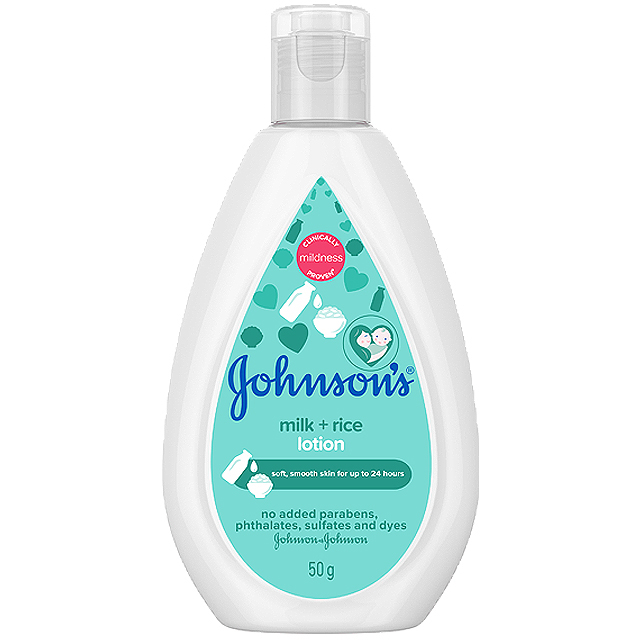 CLINICALLY
mildness
PROVEN*
Johnson's®
milk + rice
lotion
soft, smooth skin for up to 24 hours
no added parabens,
phthalates, sulfates and dyes
Johnson & Johnson
50 g